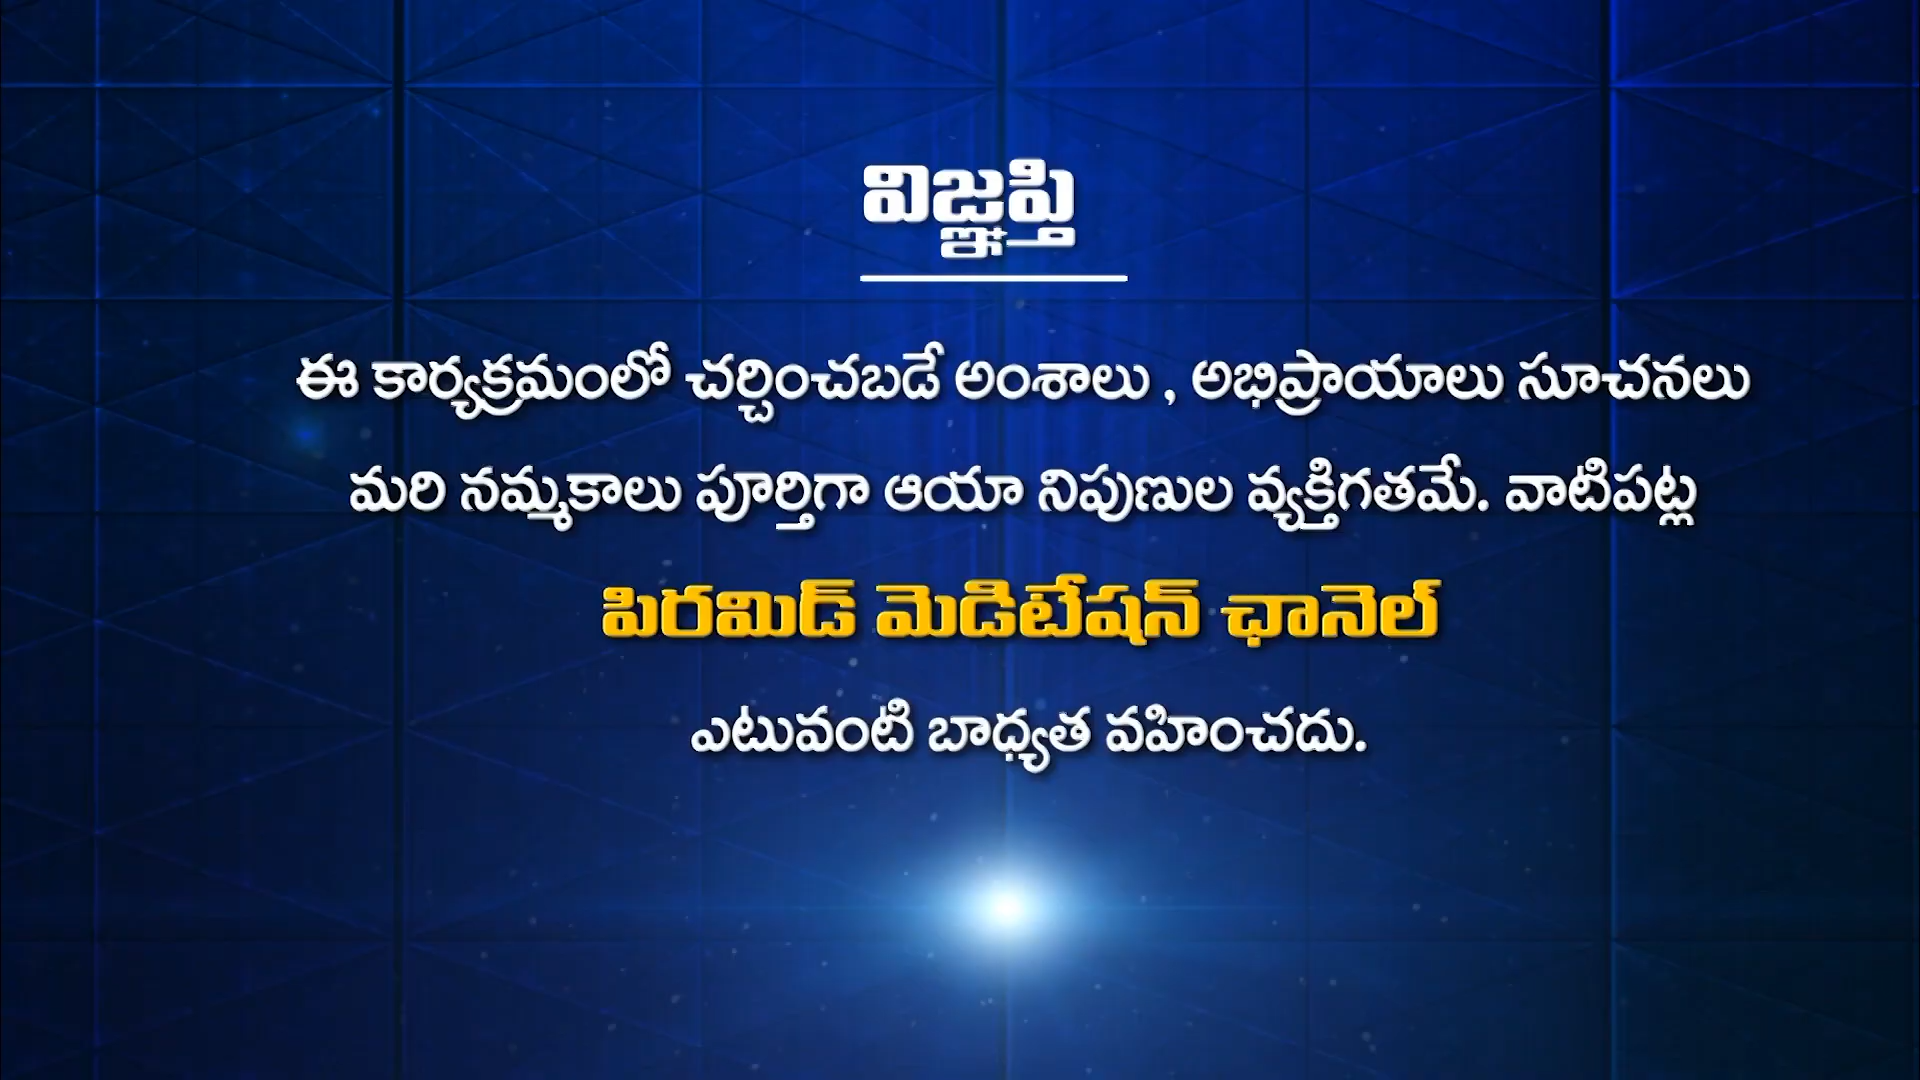 విజ్ఞప్తి
ఈ కార్యక్రమంలో చర్చించబడే అంశాలు , అభిప్రాయాలు సూచనలు
మరి నమ్మకాలు పూర్తిగా ఆయా నిపుణుల వ్యక్తిగతమే. వాటిపట్ల
పిరమిడ్ మెడిటేషన్ ఛానెల్
ఎటువంటి బాధ్యత వహించదు.